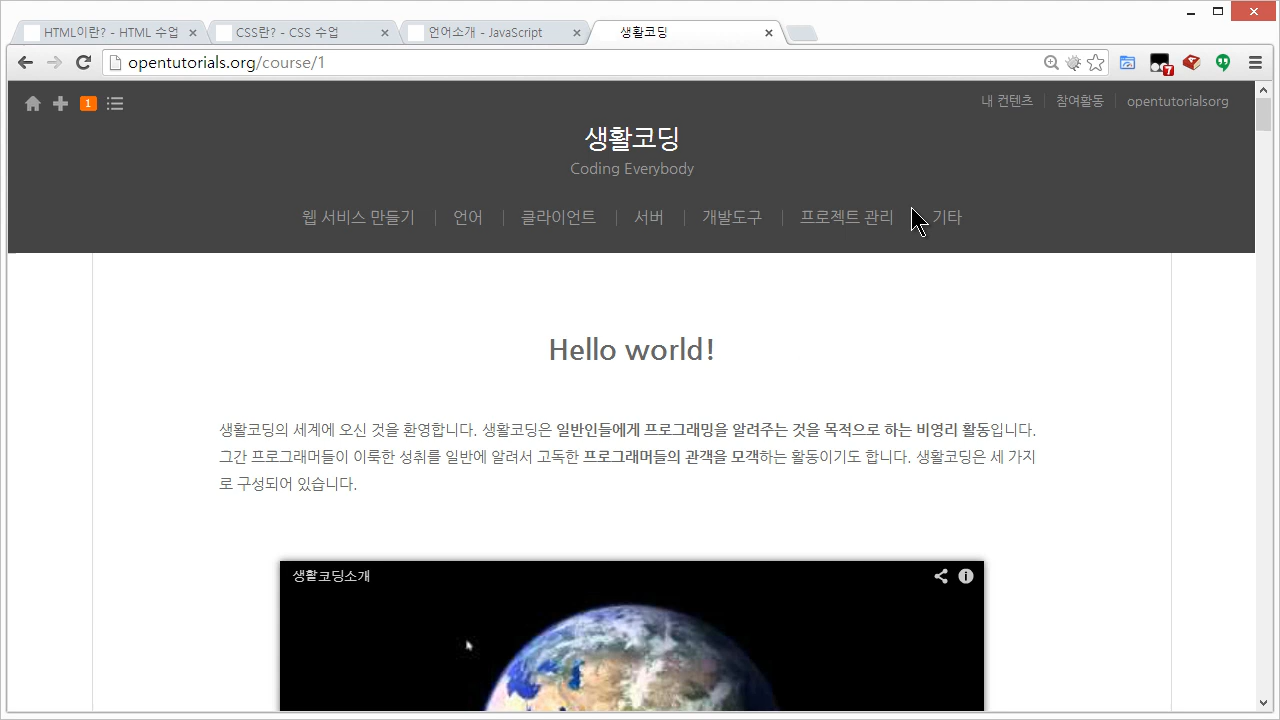 HTML이란? - HTML 수업
CSS란? - CSS 수업
언어소개 - JavaScript
생활코딩
opentutorials.org/course/1
7
1
내 컨텐츠
참여활동
opentutorialsorg
생활코딩
Coding Everybody
웹 서비스 만들기
언어
클라이언트
서버
개발도구
프로젝트 관리
기타
Hello world!
생활코딩의 세계에 오신 것을 환영합니다. 생활코딩은 일반인들에게 프로그래밍을 알려주는 것을 목적으로 하는 비영리 활동입니다.
그간 프로그래머들이 이룩한 성취를 일반에 알려서 고독한 프로그래머들의 관객을 모객하는 활동이기도 합니다. 생활코딩은 세 가지
로 구성되어 있습니다.
생활코딩소개